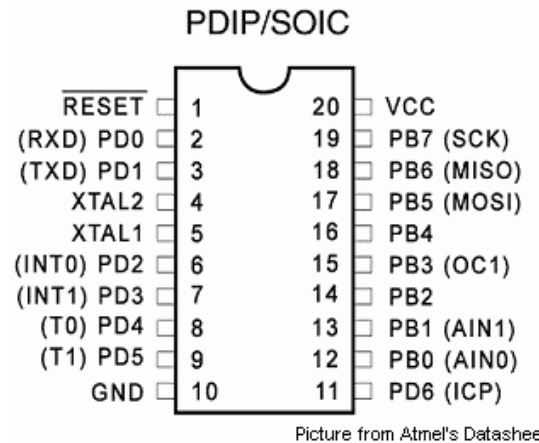 PDIP/SOIC
RESET 1 20 VCC
(RXD) PD0 2 19 PB7 (SCK)
(TXD) PD1 3 18 PB6 (MISO)
XTAL2 4 17 PB5 (MOSI)
XTAL1 5 16 PB4
(INT0) PD2 6 15 PB3 (OC1)
(INT1) PD3 7 14 PB2
(T0) PD4 8 13 PB1 (AIN1)
(T1) PD5 9 12 PB0 (AIN0)
GND 10 11 PD6 (ICP)
Picture from Atmel's Datashee